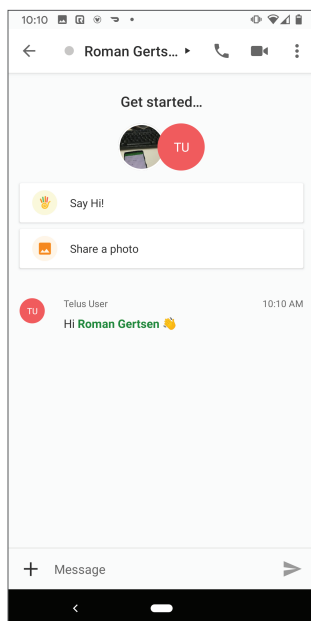 10:10
Roman Gerts...
Get started...
TU
Say Hi!
Share a photo
Telus User 10:10 AM
TU
Hi Roman Gertsen 👋
Message